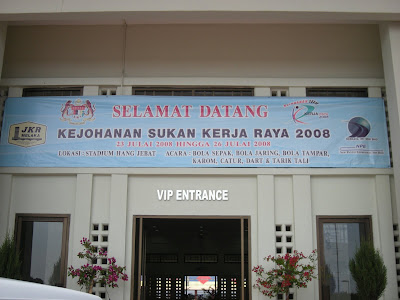 SELAMAT DATANG
KEJOHANAN SUKAN KERJA RAYA 2008
23 JULAI 2008 HINGGA 26 JULAI 2008
LOKASI : STADIUM HANG JEBAT ACARA : BOLA SEPAK, BOLA JARING, BOLA TAMPAR,
KAROM, CATUR, DART & TARIK TALI
JKR
MELAKA
VIP ENTRANCE